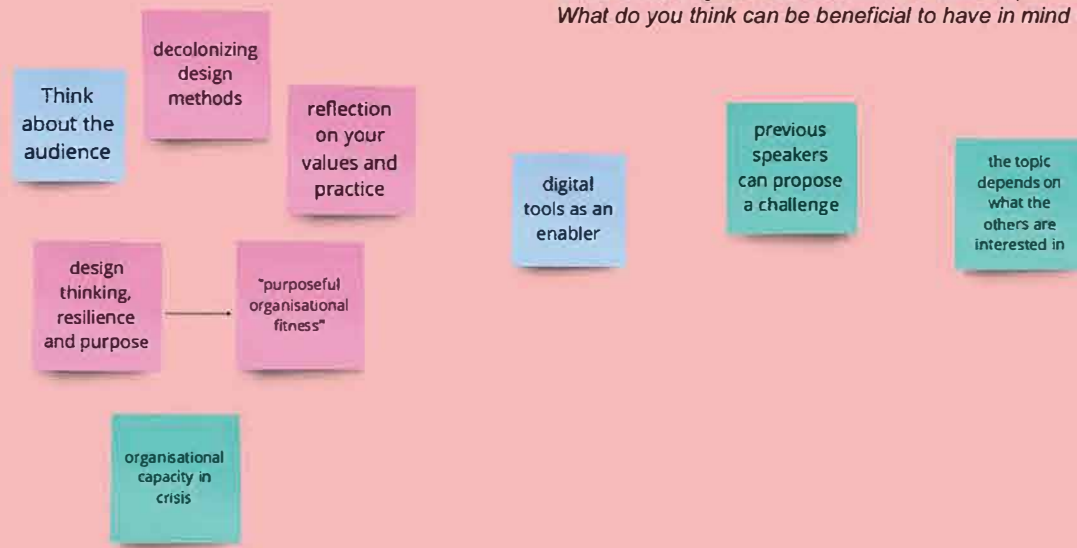 What do you think can be beneficial to have in mind
decolonizing
design
methods
Think
about the
audience
reflection
on your
values and
practice
previous
speakers
can propose
a challenge
digital
tools as an
enabler
the topic
depends on
what the
others are
interested in
design
thinking,
resilience
and purpose
"purposeful
organisational
fitness"
organisational
capacity in
crisis